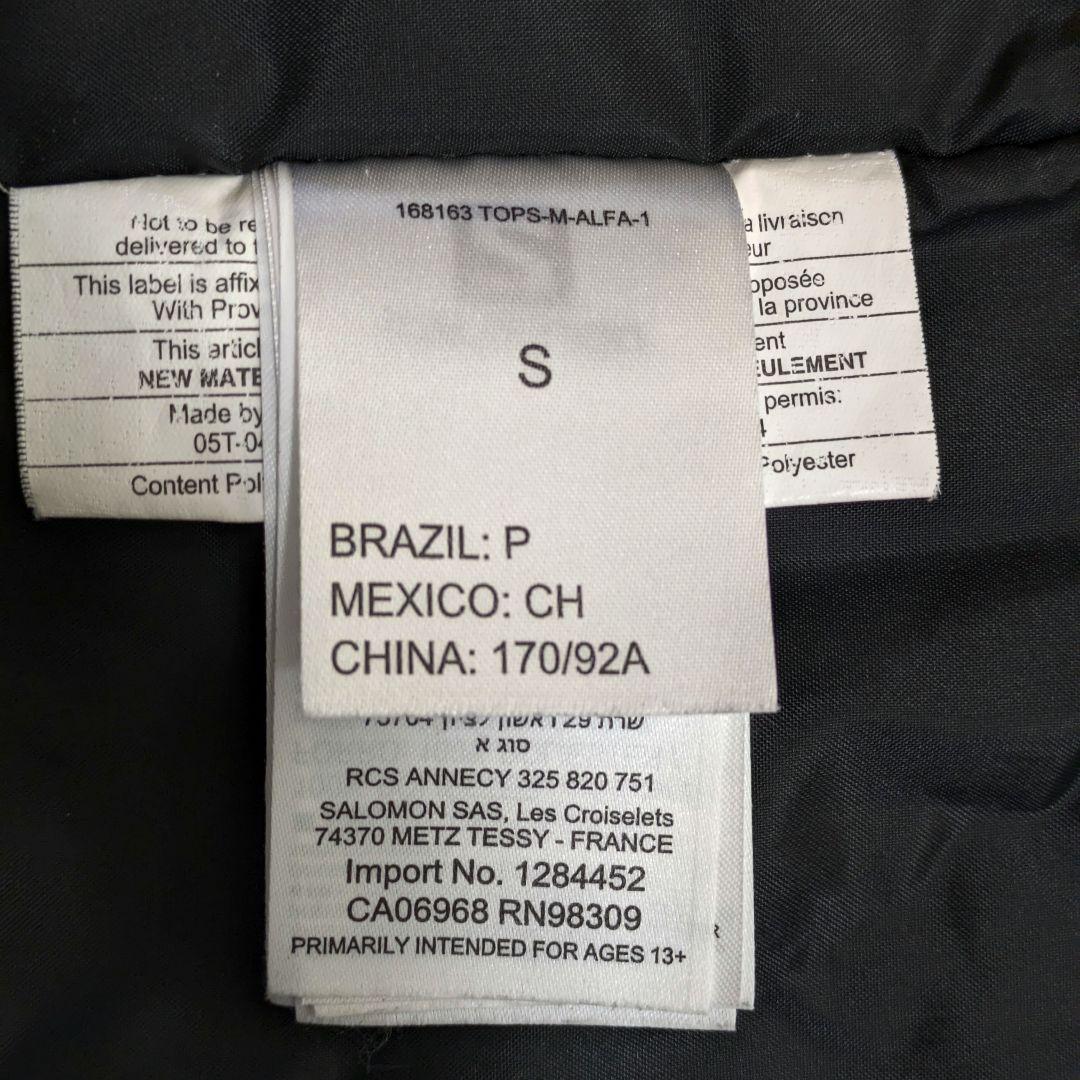 168163 TOPS-M-ALFA-1
S
BRAZIL: P
MEXICO: CH
CHINA: 170/92A
Not to be re
delivered to
This label is affix
With Prov
This articl
NEW MATE
Made by
05T-04
Content Pol
a livraison
eur
pposée
la province
ent
EULEMENT
permis:
4
Polyester
סוג א
RCS ANNECY 325 820 751
SALOMON SAS, Les Croiselets
74370 METZ TESSY - FRANCE
Import No. 1284452
CA06968 RN98309
PRIMARILY INTENDED FOR AGES 13+
R